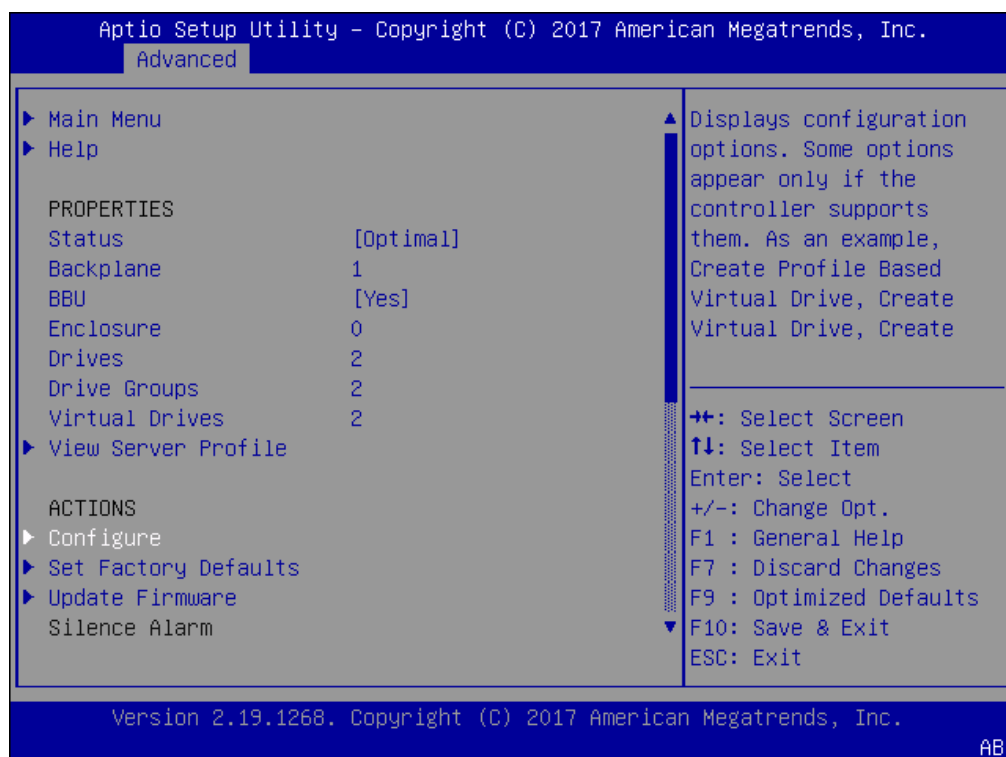 Aptio Setup Utility – Copyright (C) 2017 American Megatrends, Inc.
Advanced
▶ Main Menu
▶ Help
PROPERTIES
Status [Optimal]
Backplane 1
BBU [Yes]
Enclosure 0
Drives 2
Drive Groups 2
Virtual Drives 2
▶ View Server Profile
ACTIONS
▶ Configure
▶ Set Factory Defaults
▶ Update Firmware
Silence Alarm
Displays configuration
options. Some options
appear only if the
controller supports
them. As an example,
Create Profile Based
Virtual Drive, Create
Virtual Drive, Create
→←: Select Screen
↑↓: Select Item
Enter: Select
+/-: Change Opt.
F1 : General Help
F7 : Discard Changes
F9 : Optimized Defaults
F10: Save & Exit
ESC: Exit
Version 2.19.1268. Copyright (C) 2017 American Megatrends, Inc.
AB